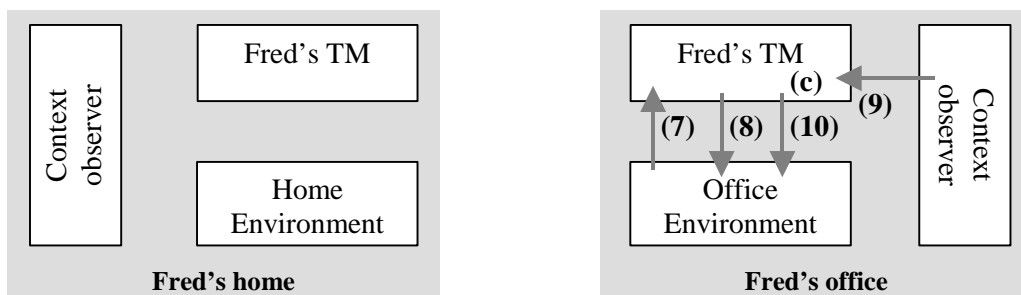 Context
observer
Fred’s TM
Home
Environment
Fred’s home
Fred’s TM
(c)
(7)
(8)
(10)
(9)
Office
Environment
Context
observer
Fred’s office